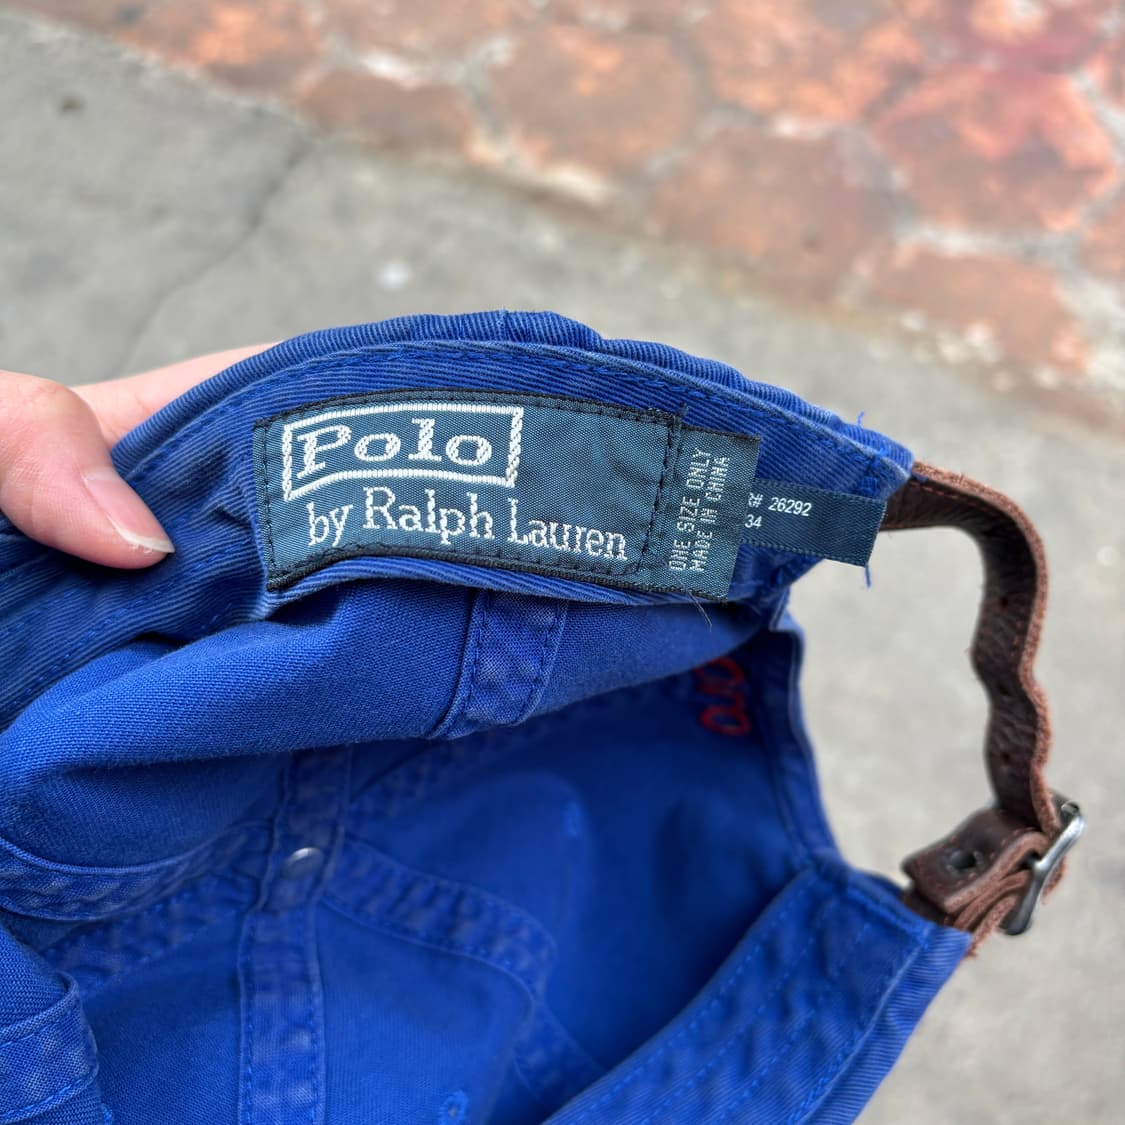 Polo
by Ralph Lauren
ONE SIZE ONLY
MADE IN CHINA
# 26292
34